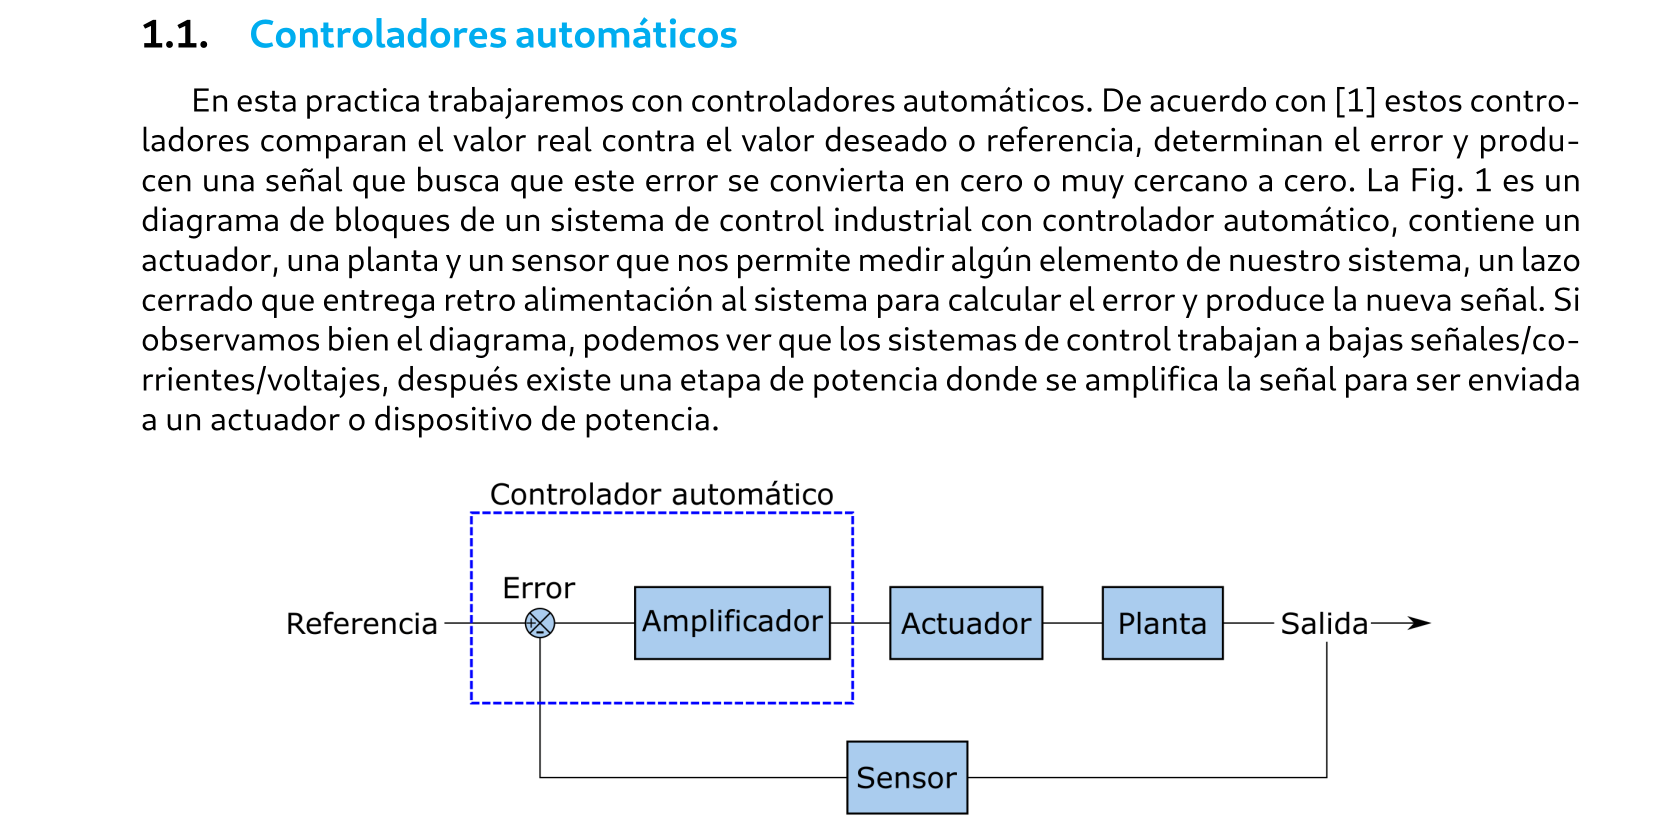 1.1. Controladores automáticos
En esta practica trabajaremos con controladores automáticos. De acuerdo con [1] estos contro-
ladores comparan el valor real contra el valor deseado o referencia, determinan el error y produ-
cen una señal que busca que este error se convierta en cero o muy cercano a cero. La Fig. 1 es un
diagrama de bloques de un sistema de control industrial con controlador automático, contiene un
actuador, una planta y un sensor que nos permite medir algún elemento de nuestro sistema, un lazo
cerrado que entrega retro alimentación al sistema para calcular el error y produce la nueva señal. Si
observamos bien el diagrama, podemos ver que los sistemas de control trabajan a bajas señales/co-
rrientes/voltajes, después existe una etapa de potencia donde se amplifica la señal para ser enviada
a un actuador o dispositivo de potencia.
Controlador automático
Error
Referencia
+
-
Amplificador
Actuador
Planta
Salida
Sensor